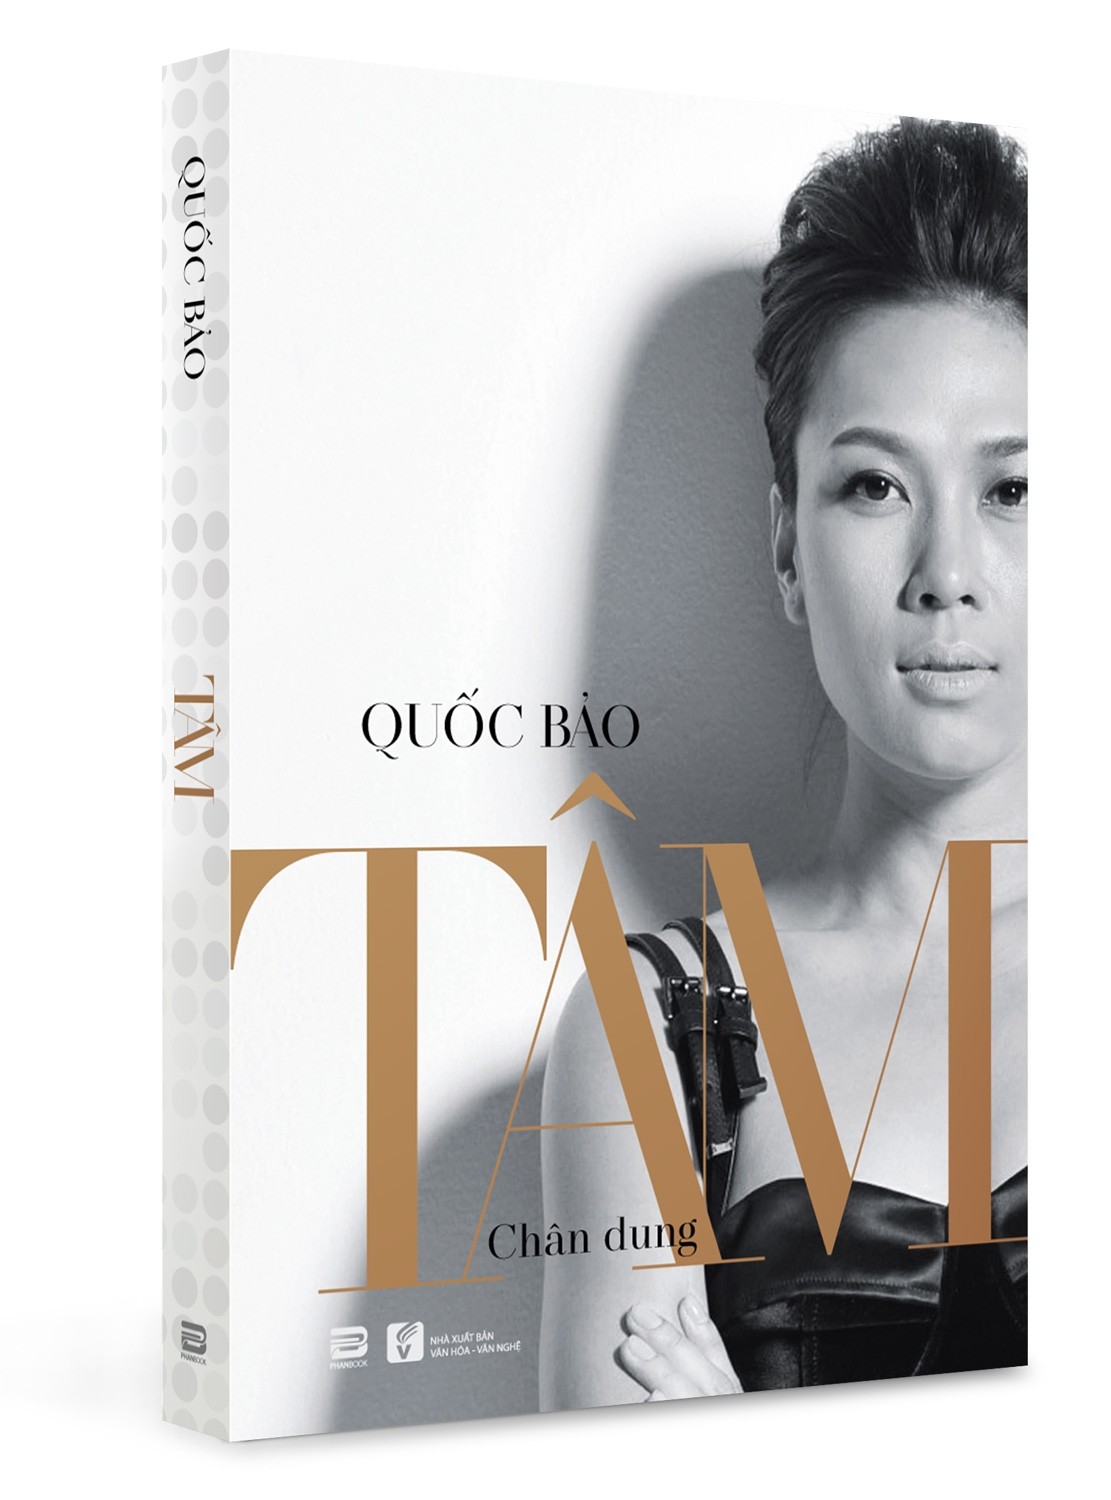 QUỐC BẢO
TÂM
PHANBOOK
QUỐC BẢO
TÂM
Chân dung
PHANBOOK
NHÀ XUẤT BẢN
VĂN HÓA - VĂN NGHỆ